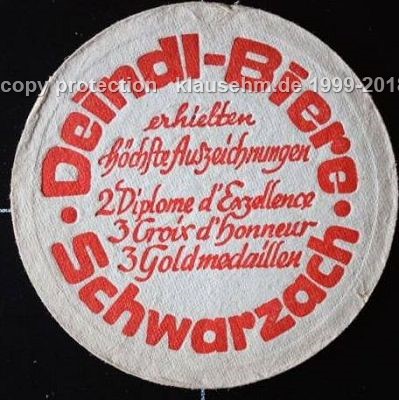 copy protection klausehm.de 1999-2018
Deindl-Biere
erhielten
höchste Auszeichnungen
2 Diplome d'Exzellence
3 Croix d'honneur
3 Goldmedaillen
· Schwarzach ·